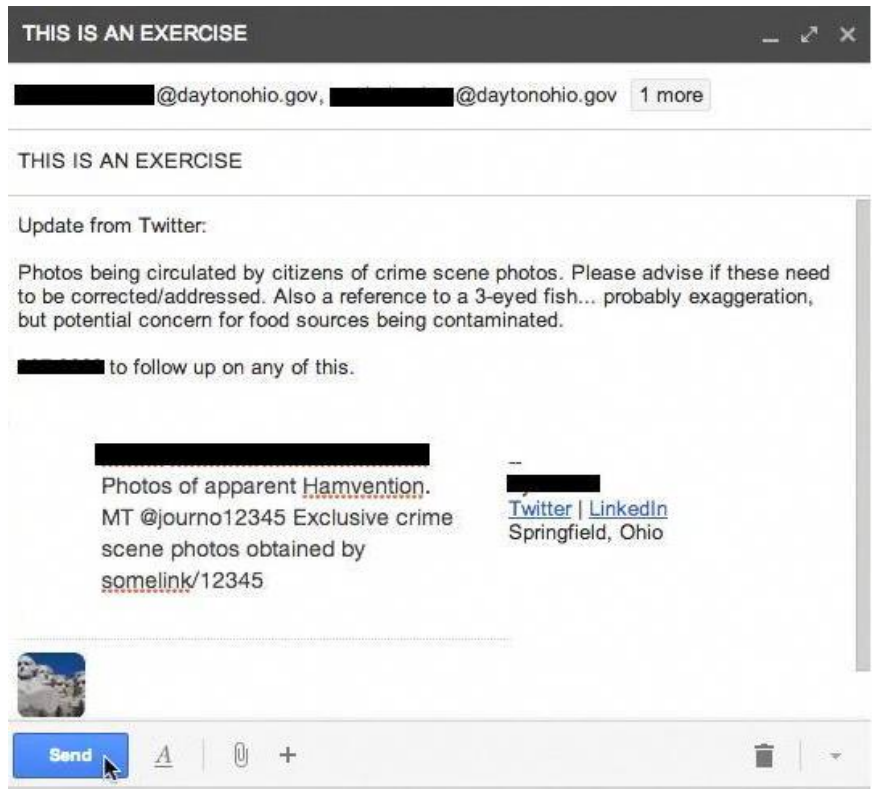 THIS IS AN EXERCISE
@daytonohio.gov, @daytonohio.gov 1 more
THIS IS AN EXERCISE
Update from Twitter:
Photos being circulated by citizens of crime scene photos. Please advise if these need
to be corrected/addressed. Also a reference to a 3-eyed fish... probably exaggeration,
but potential concern for food sources being contaminated.
to follow up on any of this.
Photos of apparent Hamvention.
MT @journo12345 Exclusive crime
scene photos obtained by
somelink/12345
--
Twitter | LinkedIn
Springfield, Ohio
Send A